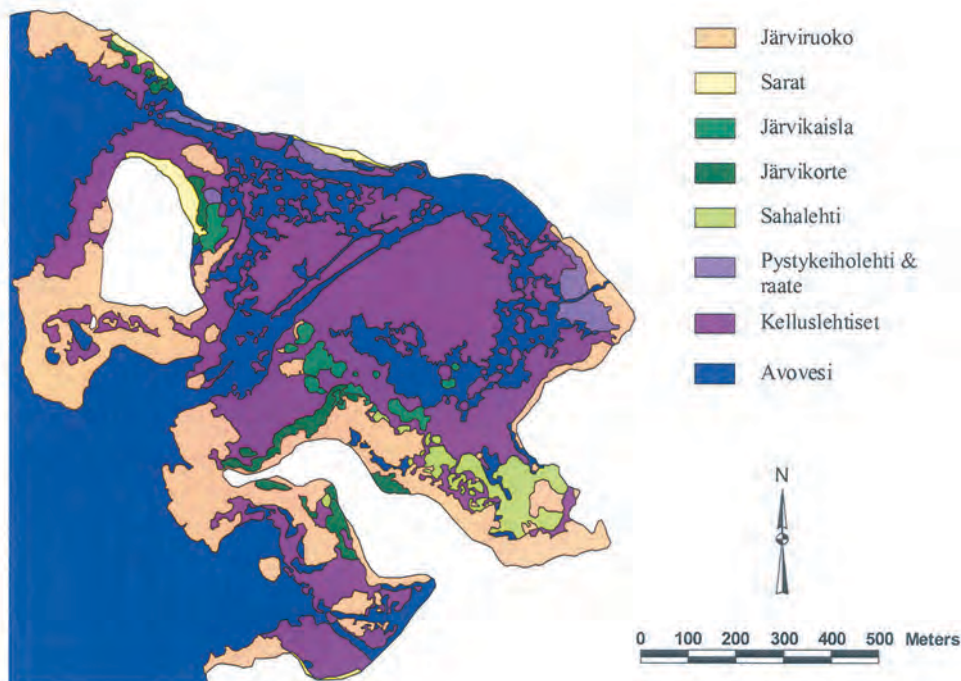 Järviruoko
Sarat
Järvikaisla
Järvikorte
Sahalehti
Pystykeiholehti &
raate
Kelluslehtiset
Avovesi
N
0 100 200 300 400 500 Meters